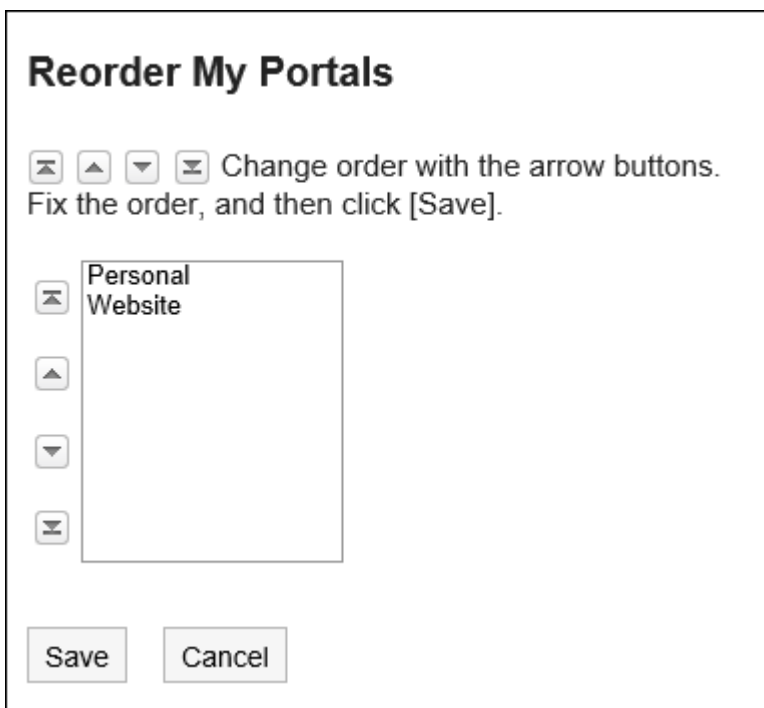 Reorder My Portals
Change order with the arrow buttons.
Fix the order, and then click [Save].
Personal
Website
Save
Cancel